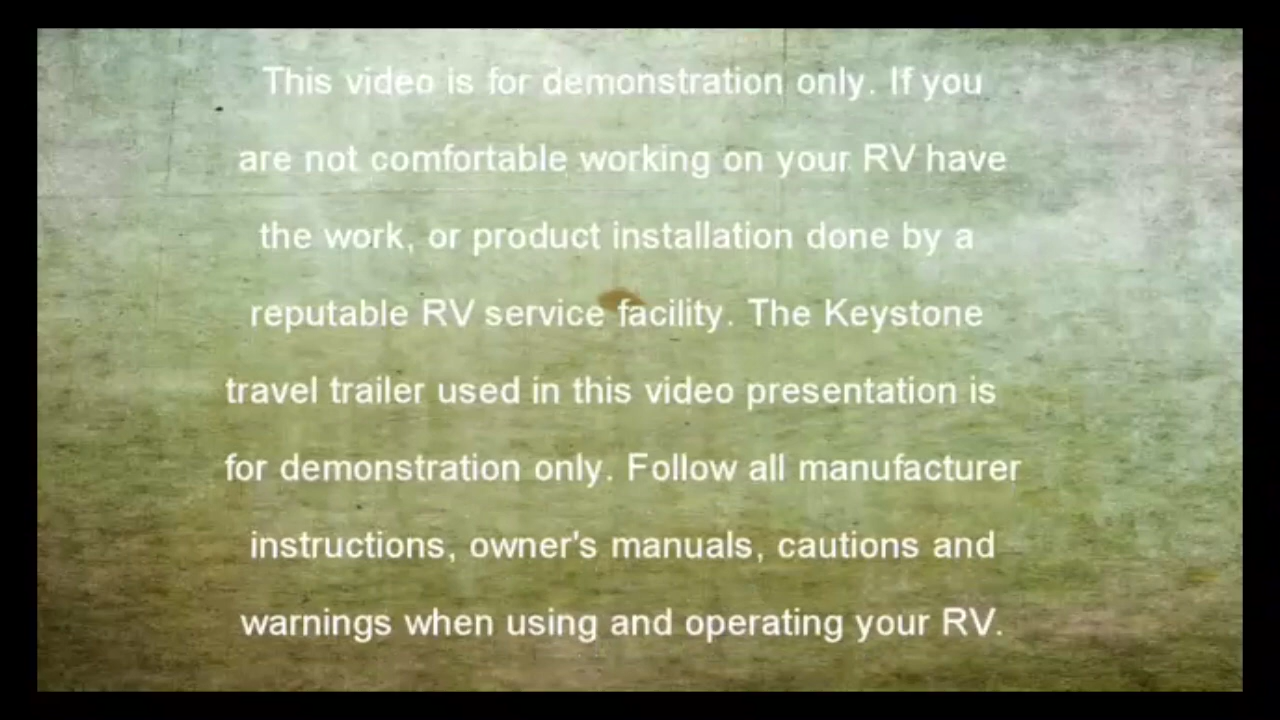 This video is for demonstration only. If you
are not comfortable working on your RV have
the work, or product installation done by a
reputable RV service facility. The Keystone
travel trailer used in this video presentation is
for demonstration only. Follow all manufacturer
instructions, owner's manuals, cautions and
warnings when using and operating your RV.